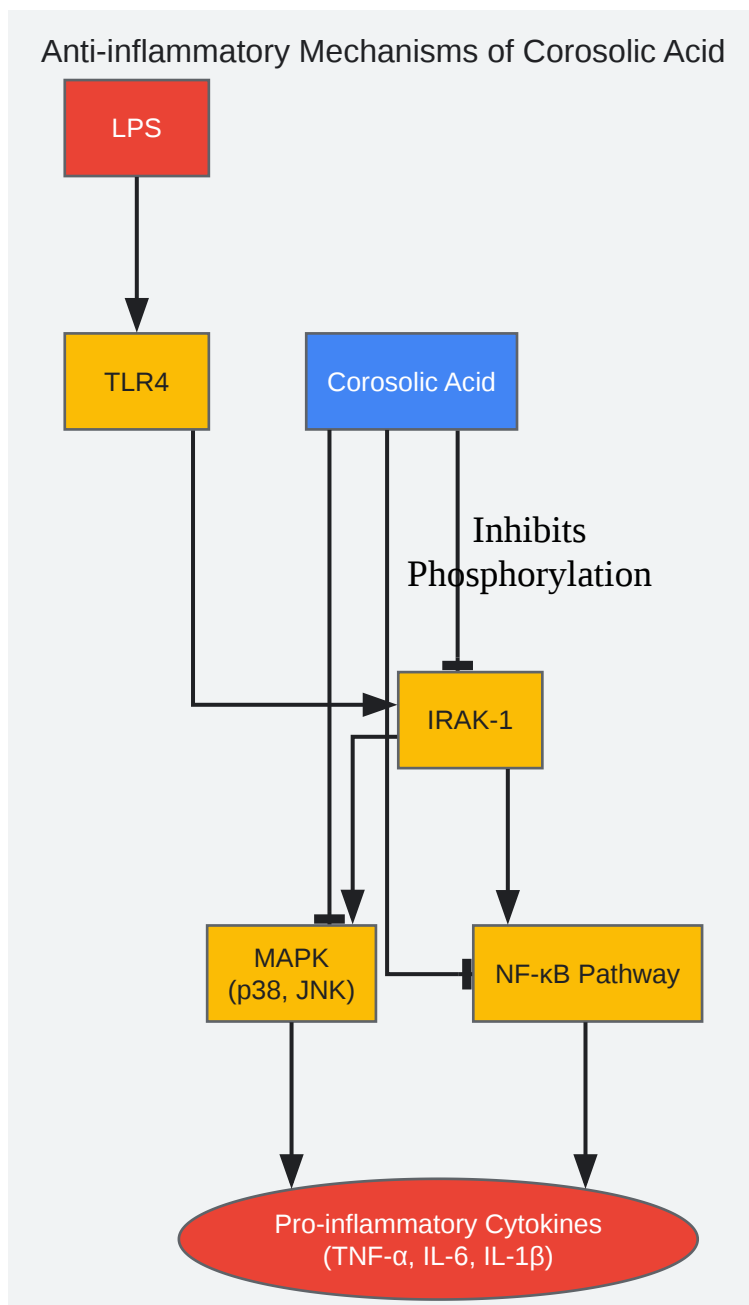 Anti-inflammatory Mechanisms of Corosolic Acid
LPS
TLR4
Corosolic Acid
Inhibits
Phosphorylation
IRAK-1
MAPK
(p38, JNK)
NF-κB Pathway
Pro-inflammatory Cytokines
(TNF-α, IL-6, IL-1β)